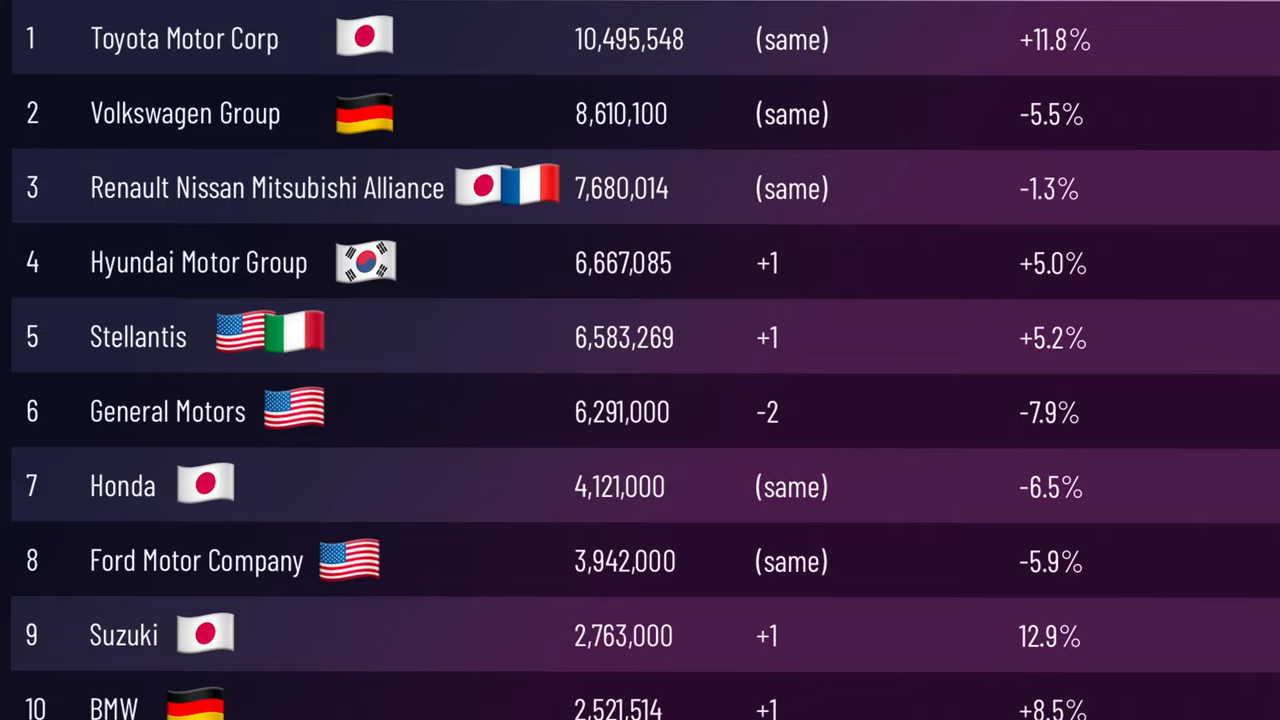 1 Toyota Motor Corp 10,495,548 (same) +11.8%
2 Volkswagen Group 8,610,100 (same) -5.5%
3 Renault Nissan Mitsubishi Alliance 7,680,014 (same) -1.3%
4 Hyundai Motor Group 6,667,085 +1 +5.0%
5 Stellantis 6,583,269 +1 +5.2%
6 General Motors 6,291,000 -2 -7.9%
7 Honda 4,121,000 (same) -6.5%
8 Ford Motor Company 3,942,000 (same) -5.9%
9 Suzuki 2,763,000 +1 12.9%
10 BMW 2,521,514 +1 +8.5%